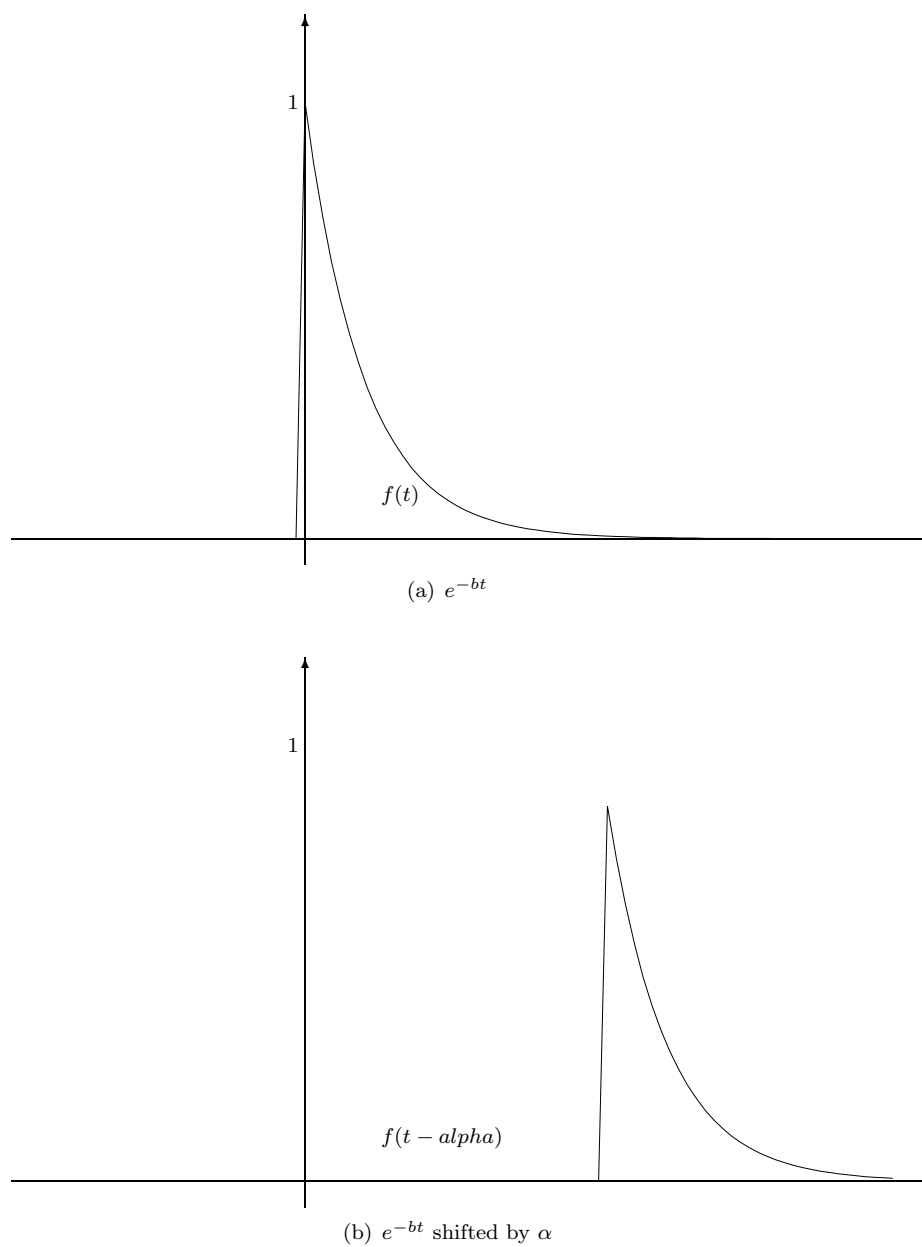 1
f(t)
(a) e^{-bt}
1
f(t − alpha)
(b) e^{-bt} shifted by α